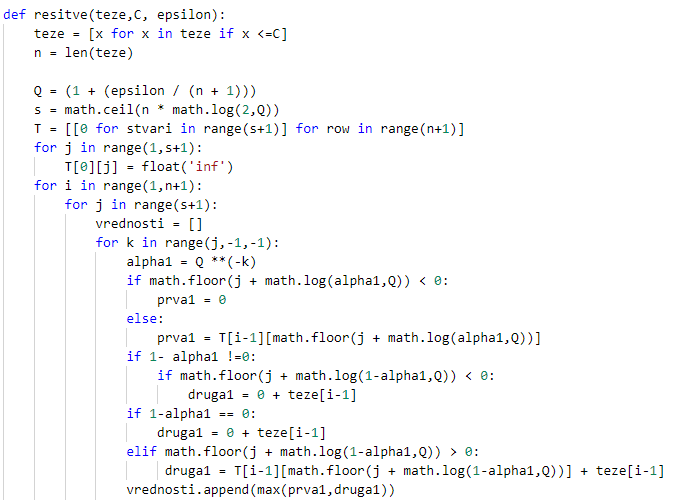 def resitve(teze,C, epsilon):
    teze = [x for x in teze if x <=C]
    n = len(teze)

    Q = (1 + (epsilon / (n + 1)))
    s = math.ceil(n * math.log(2,Q))
    T = [[0 for stvari in range(s+1)] for row in range(n+1)]
    for j in range(1,s+1):
        T[0][j] = float('inf')
    for i in range(1,n+1):
        for j in range(s+1):
            vrednosti = []
            for k in range(j,-1,-1):
                alpha1 = Q **(-k)
                if math.floor(j + math.log(alpha1,Q)) < 0:
                    prva1 = 0
                else:
                    prva1 = T[i-1][math.floor(j + math.log(alpha1,Q))]
                if 1- alpha1 !=0:
                    if math.floor(j + math.log(1-alpha1,Q)) < 0:
                        druga1 = 0 + teze[i-1]
                if 1-alpha1 == 0:
                    druga1 = 0 + teze[i-1]
                elif math.floor(j + math.log(1-alpha1,Q)) > 0:
                     druga1 = T[i-1][math.floor(j + math.log(1-alpha1,Q))] + teze[i-1]
                vrednosti.append(max(prva1,druga1))